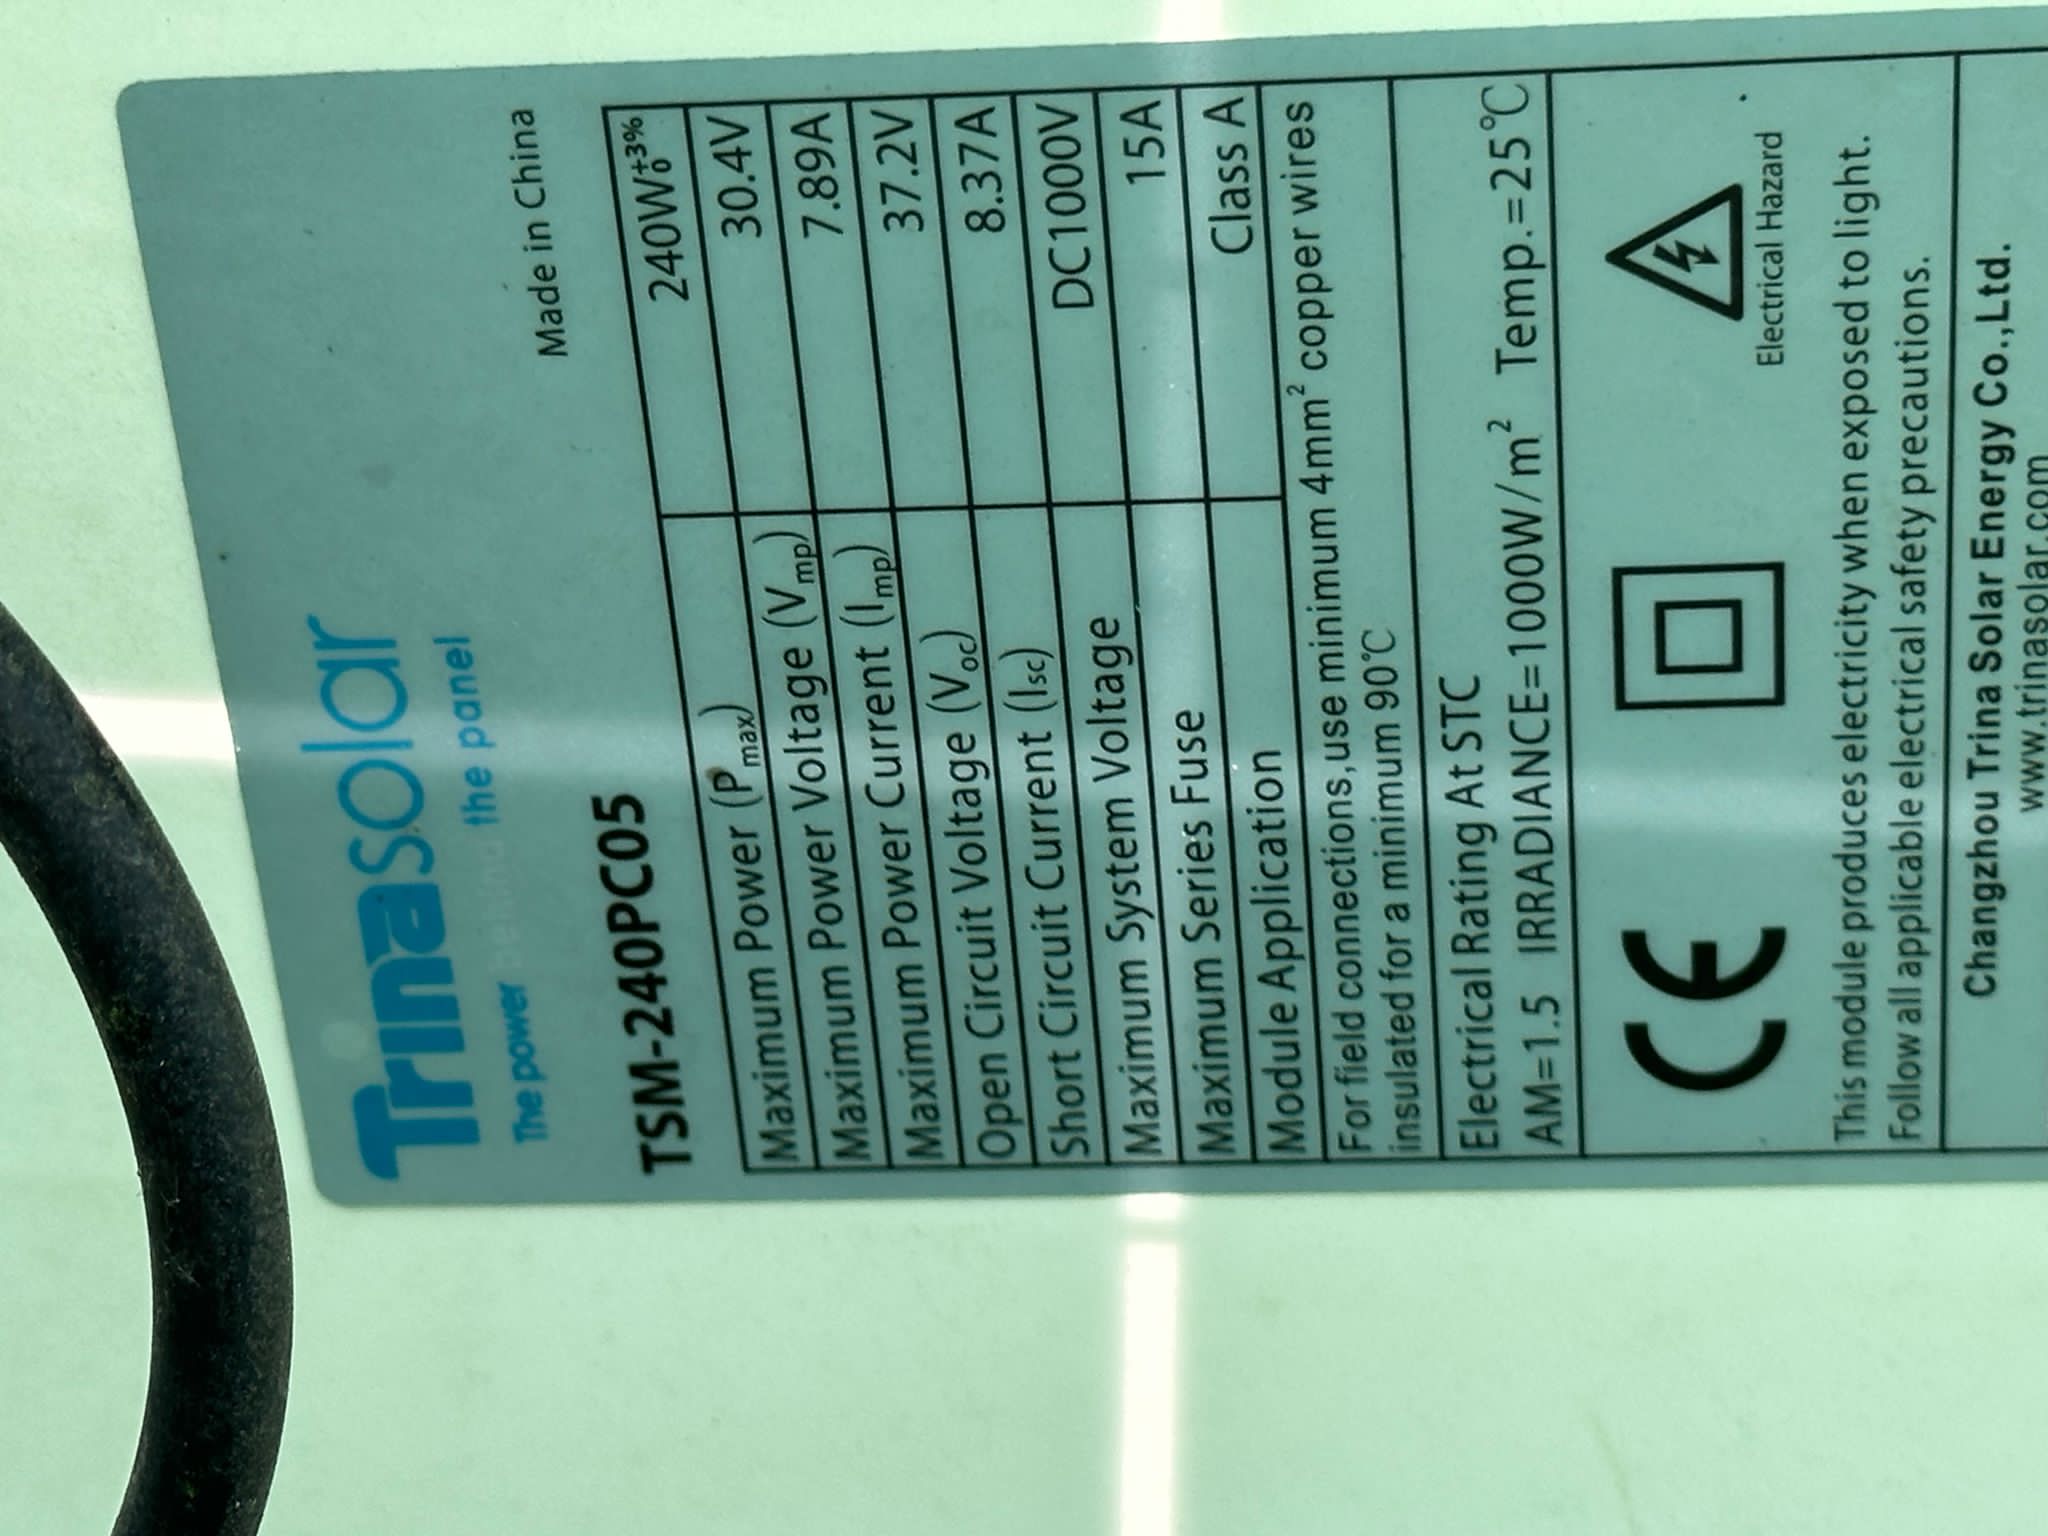 Trinasolar
The power behind the panel
Made in China
TSM-240PC05
Maximum Power (Pmax) 240W+3% 0
Maximum Power Voltage (Vmp) 30.4V
Maximum Power Current (Imp) 7.89A
Open Circuit Voltage (Voc) 37.2V
Short Circuit Current (Isc) 8.37A
Maximum System Voltage DC1000V
Maximum Series Fuse 15A
Module Application Class A
For field connections,use minimum 4mm² copper wires
insulated for a minimum 90℃
Electrical Rating At STC
AM=1.5 IRRADIANCE=1000W/m² Temp.=25℃
CE
Electrical Hazard
This module produces electricity when exposed to light.
Follow all applicable electrical safety precautions.
Changzhou Trina Solar Energy Co.,Ltd.
www.trinasolar.com